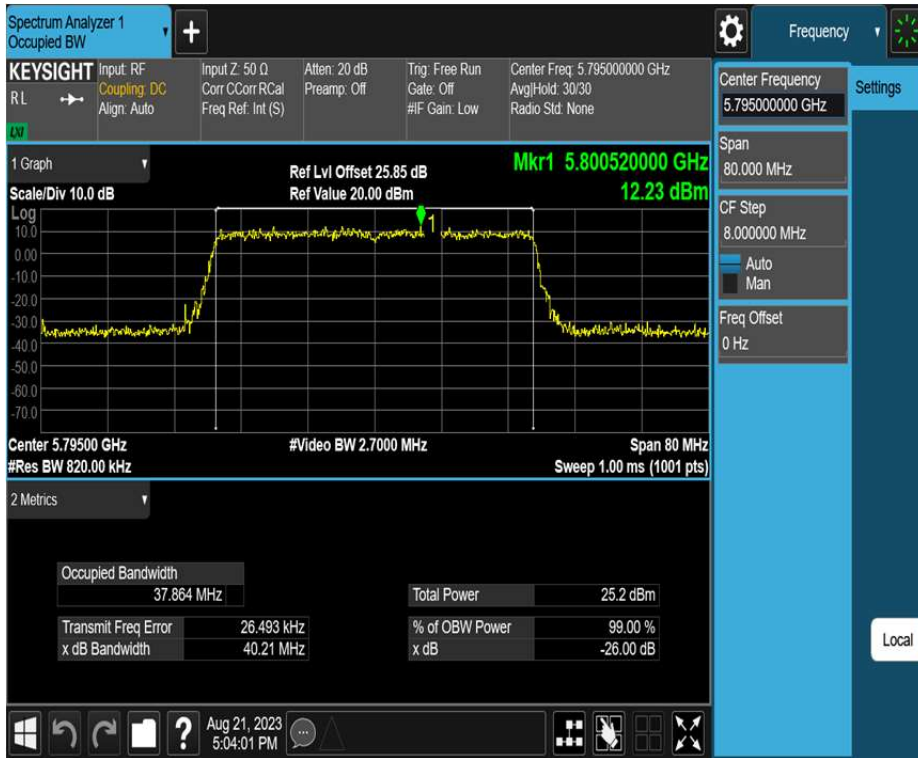 Spectrum Analyzer 1
Occupied BW
+
Frequency
KEYSIGHT
R L
LXI
Input: RF
Coupling: DC
Align: Auto
Input Z: 50 Ω
Corr CCorr RCal
Freq Ref: Int (S)
Atten: 20 dB
Preamp: Off
Trig: Free Run
Gate: Off
#IF Gain: Low
Center Freq: 5.795000000 GHz
Avg|Hold: 30/30
Radio Std: None
Center Frequency
5.795000000 GHz
Settings
Span
80.000 MHz
CF Step
8.000000 MHz
Auto
Man
Freq Offset
0 Hz
Local
1 Graph
Scale/Div 10.0 dB
Ref Lvl Offset 25.85 dB
Ref Value 20.00 dBm
Mkr1 5.800520000 GHz
12.23 dBm
Log
10.0
0.00
-10.0
-20.0
-30.0
-40.0
-50.0
-60.0
-70.0
1
Center 5.79500 GHz
#Res BW 820.00 kHz
#Video BW 2.7000 MHz
Span 80 MHz
Sweep 1.00 ms (1001 pts)
2 Metrics
Occupied Bandwidth
37.864 MHz
Total Power 25.2 dBm
Transmit Freq Error 26.493 kHz
% of OBW Power 99.00 %
x dB Bandwidth 40.21 MHz
x dB -26.00 dB
?
Aug 21, 2023
5:04:01 PM